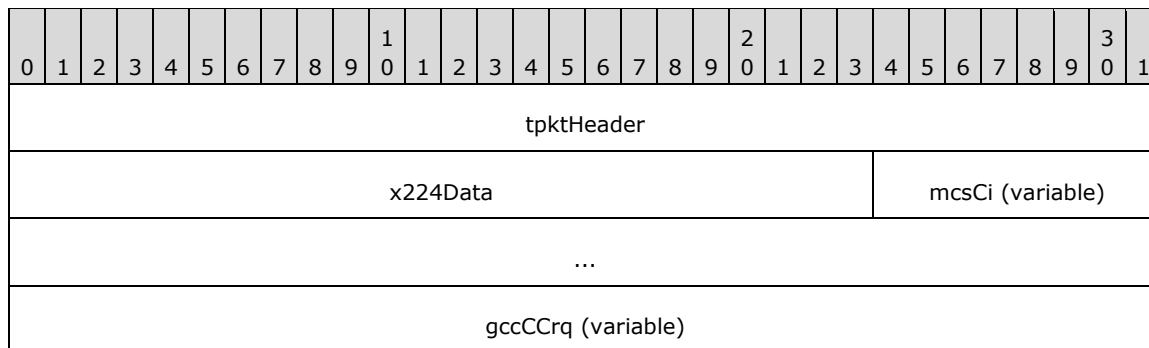 1 2 3
0 1 2 3 4 5 6 7 8 9 0 1 2 3 4 5 6 7 8 9 0 1 2 3 4 5 6 7 8 9 0 1
tpktHeader
x224Data mcsCi (variable)
...
gccCCrq (variable)